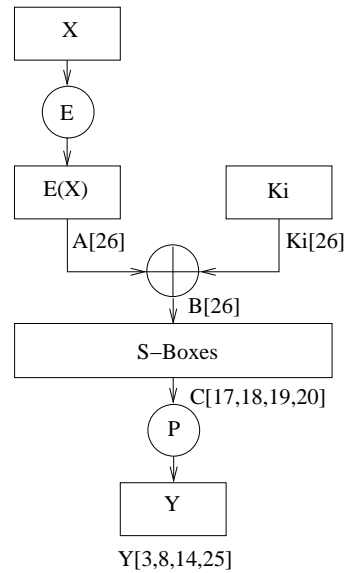 X
E
E(X)
Ki
A[26]
Ki[26]
B[26]
S−Boxes
C[17,18,19,20]
P
Y
Y[3,8,14,25]